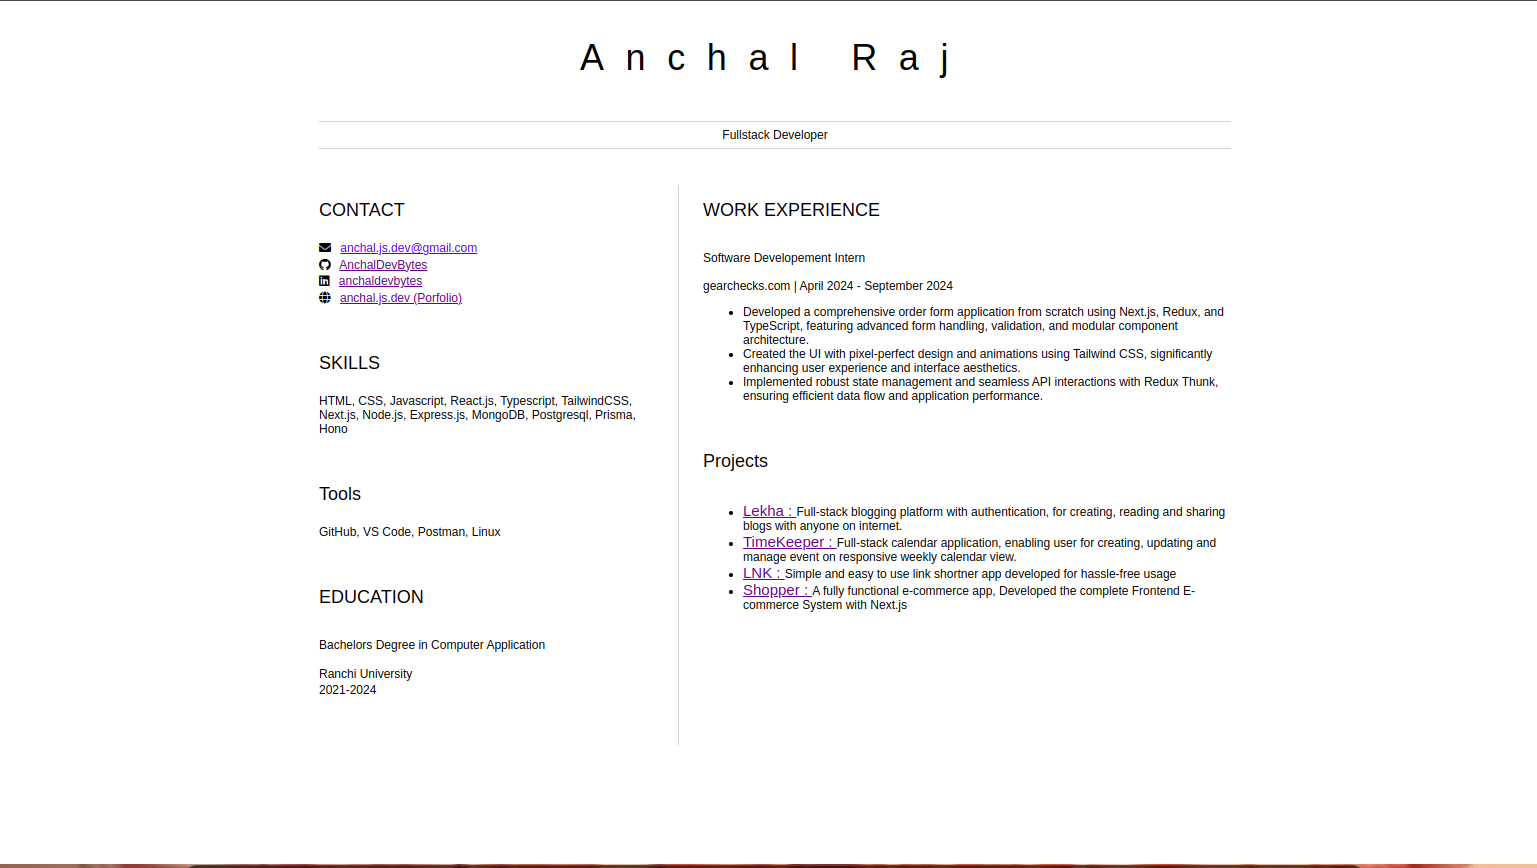 Anchal Raj
Fullstack Developer
CONTACT
anchal.js.dev@gmail.com
AnchalDevBytes
anchaldevbytes
anchal.js.dev (Porfolio)
SKILLS
HTML, CSS, Javascript, React.js, Typescript, TailwindCSS,
Next.js, Node.js, Express.js, MongoDB, Postgresql, Prisma,
Hono
Tools
GitHub, VS Code, Postman, Linux
EDUCATION
Bachelors Degree in Computer Application
Ranchi University
2021-2024
WORK EXPERIENCE
Software Developement Intern
gearchecks.com | April 2024 - September 2024
• Developed a comprehensive order form application from scratch using Next.js, Redux, and
TypeScript, featuring advanced form handling, validation, and modular component
architecture.
• Created the UI with pixel-perfect design and animations using Tailwind CSS, significantly
enhancing user experience and interface aesthetics.
• Implemented robust state management and seamless API interactions with Redux Thunk,
ensuring efficient data flow and application performance.
Projects
• Lekha : Full-stack blogging platform with authentication, for creating, reading and sharing
blogs with anyone on internet.
• TimeKeeper : Full-stack calendar application, enabling user for creating, updating and
manage event on responsive weekly calendar view.
• LNK : Simple and easy to use link shortner app developed for hassle-free usage
• Shopper : A fully functional e-commerce app, Developed the complete Frontend E-
commerce System with Next.js